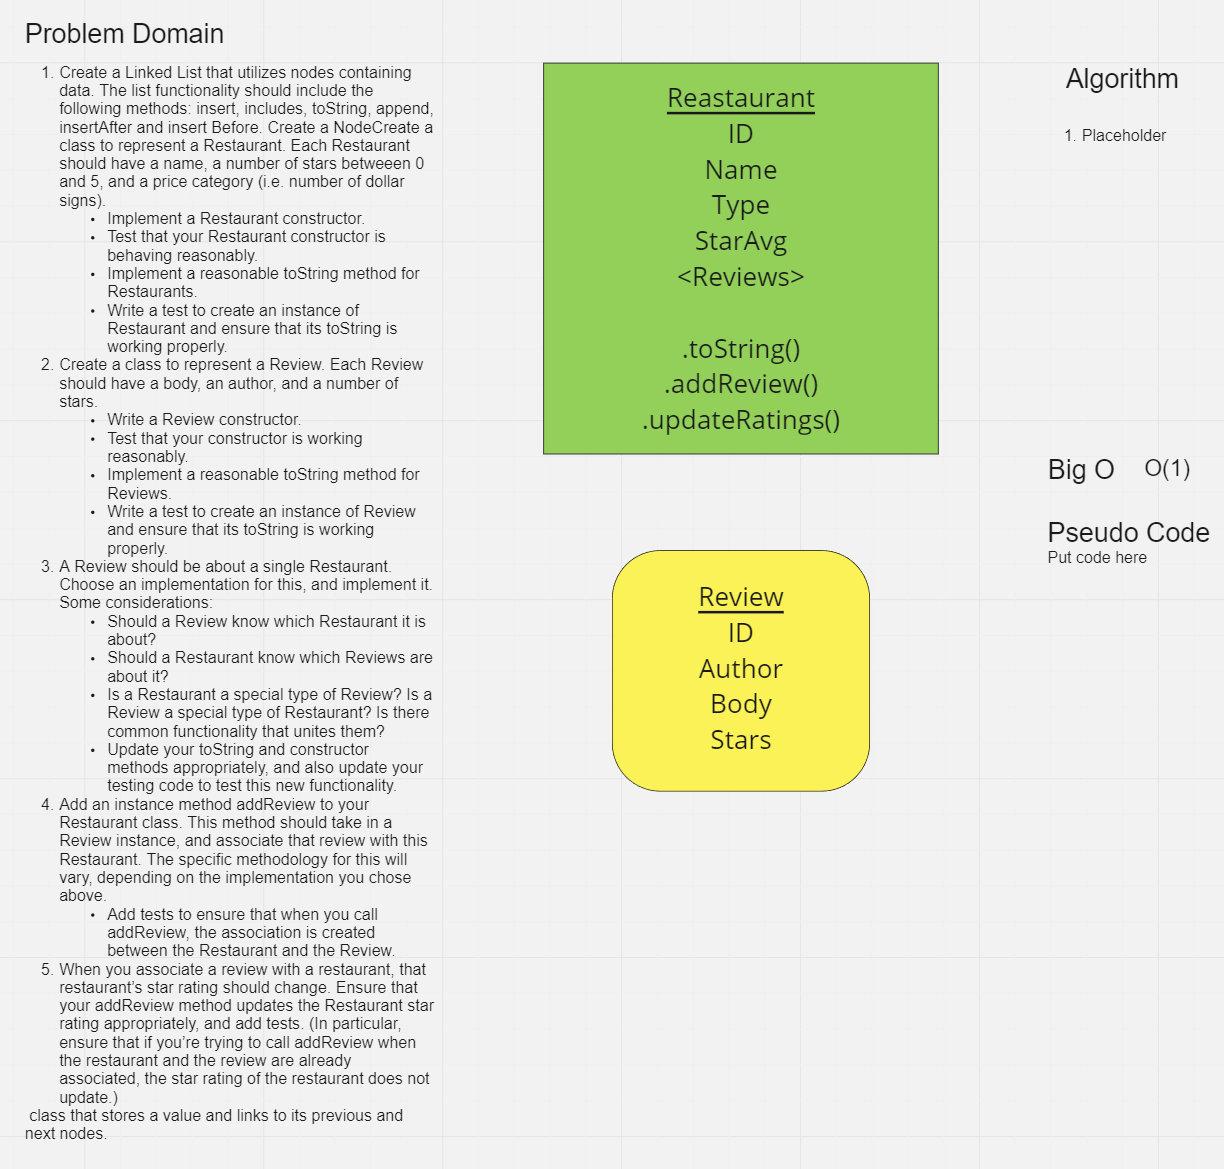 Problem Domain
1. Create a Linked List that utilizes nodes containing
data. The list functionality should include the
following methods: insert, includes, toString, append,
insertAfter and insert Before. Create a NodeCreate a
class to represent a Restaurant. Each Restaurant
should have a name, a number of stars betweeen 0
and 5, and a price category (i.e. number of dollar
signs).
• Implement a Restaurant constructor.
• Test that your Restaurant constructor is
behaving reasonably.
• Implement a reasonable toString method for
Restaurants.
• Write a test to create an instance of
Restaurant and ensure that its toString is
working properly.
2. Create a class to represent a Review. Each Review
should have a body, an author, and a number of
stars.
• Write a Review constructor.
• Test that your constructor is working
reasonably.
• Implement a reasonable toString method for
Reviews.
• Write a test to create an instance of Review
and ensure that its toString is working
properly.
3. A Review should be about a single Restaurant.
Choose an implementation for this, and implement it.
Some considerations:
• Should a Review know which Restaurant it is
about?
• Should a Restaurant know which Reviews are
about it?
• Is a Restaurant a special type of Review? Is a
Review a special type of Restaurant? Is there
common functionality that unites them?
• Update your toString and constructor
methods appropriately, and also update your
testing code to test this new functionality.
4. Add an instance method addReview to your
Restaurant class. This method should take in a
Review instance, and associate that review with this
Restaurant. The specific methodology for this will
vary, depending on the implementation you chose
above.
• Add tests to ensure that when you call
addReview, the association is created
between the Restaurant and the Review.
5. When you associate a review with a restaurant, that
restaurant’s star rating should change. Ensure that
your addReview method updates the Restaurant star
rating appropriately, and add tests. (In particular,
ensure that if you’re trying to call addReview when
the restaurant and the review are already
associated, the star rating of the restaurant does not
update.)
class that stores a value and links to its previous and
next nodes.
Reastaurant
ID
Name
Type
StarAvg
<Reviews>
.toString()
.addReview()
.updateRatings()
Review
ID
Author
Body
Stars
Algorithm
1. Placeholder
Big O O(1)
Pseudo Code
Put code here